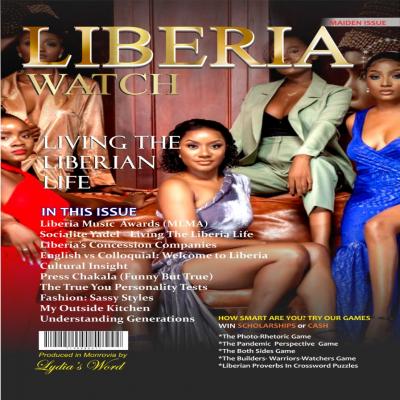 MAIDEN ISSUE
LIBERIA
WATCH
LIVING THE
LIBERIAN
LIFE
IN THIS ISSUE
Liberia Music Awards (MLMA)
Socialite Yadel - Living The Liberia Life
Liberia's Concession Companies
English vs Colloquial: Welcome to Liberia
Cultural Insight
Press Chakala (Funny But True)
The True You Personality Tests
Fashion: Sassy Styles
My Outside Kitchen
Understanding Generations
HOW SMART ARE YOU? TRY OUR GAMES
WIN SCHOLARSHIPS or CASH
*The Photo-Rhetoric Game
*The Pandemic Perspective Game
*The Both Sides Game
*The Builders- Warriors-Watchers Game
*Liberian Proverbs In Crossword Puzzles
Produced in Monrovia by
Lydia's Word